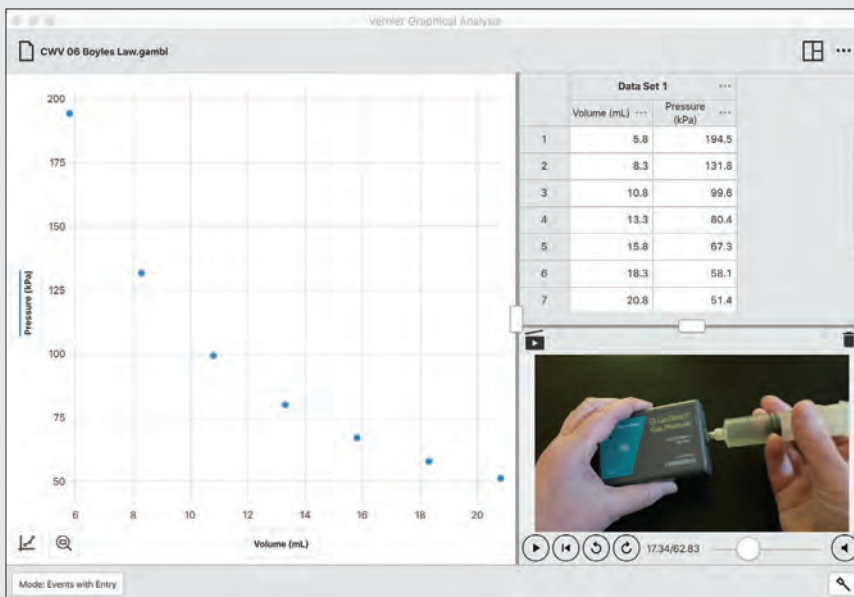 Vernier Graphical Analysis
CWV 06 Boyles Law.gambl
200
175
150
125
100
75
50
Pressure (kPa)
6
8
10
12
14
16
18
20
Volume (mL)
Data Set 1
Volume (mL)
Pressure
(kPa)
1 5.8 194.5
2 8.3 131.8
3 10.8 99.6
4 13.3 80.4
5 15.8 67.3
6 18.3 58.1
7 20.8 51.4
Go Direct
Gas Pressure
17.34/62.83
Mode: Events with Entry